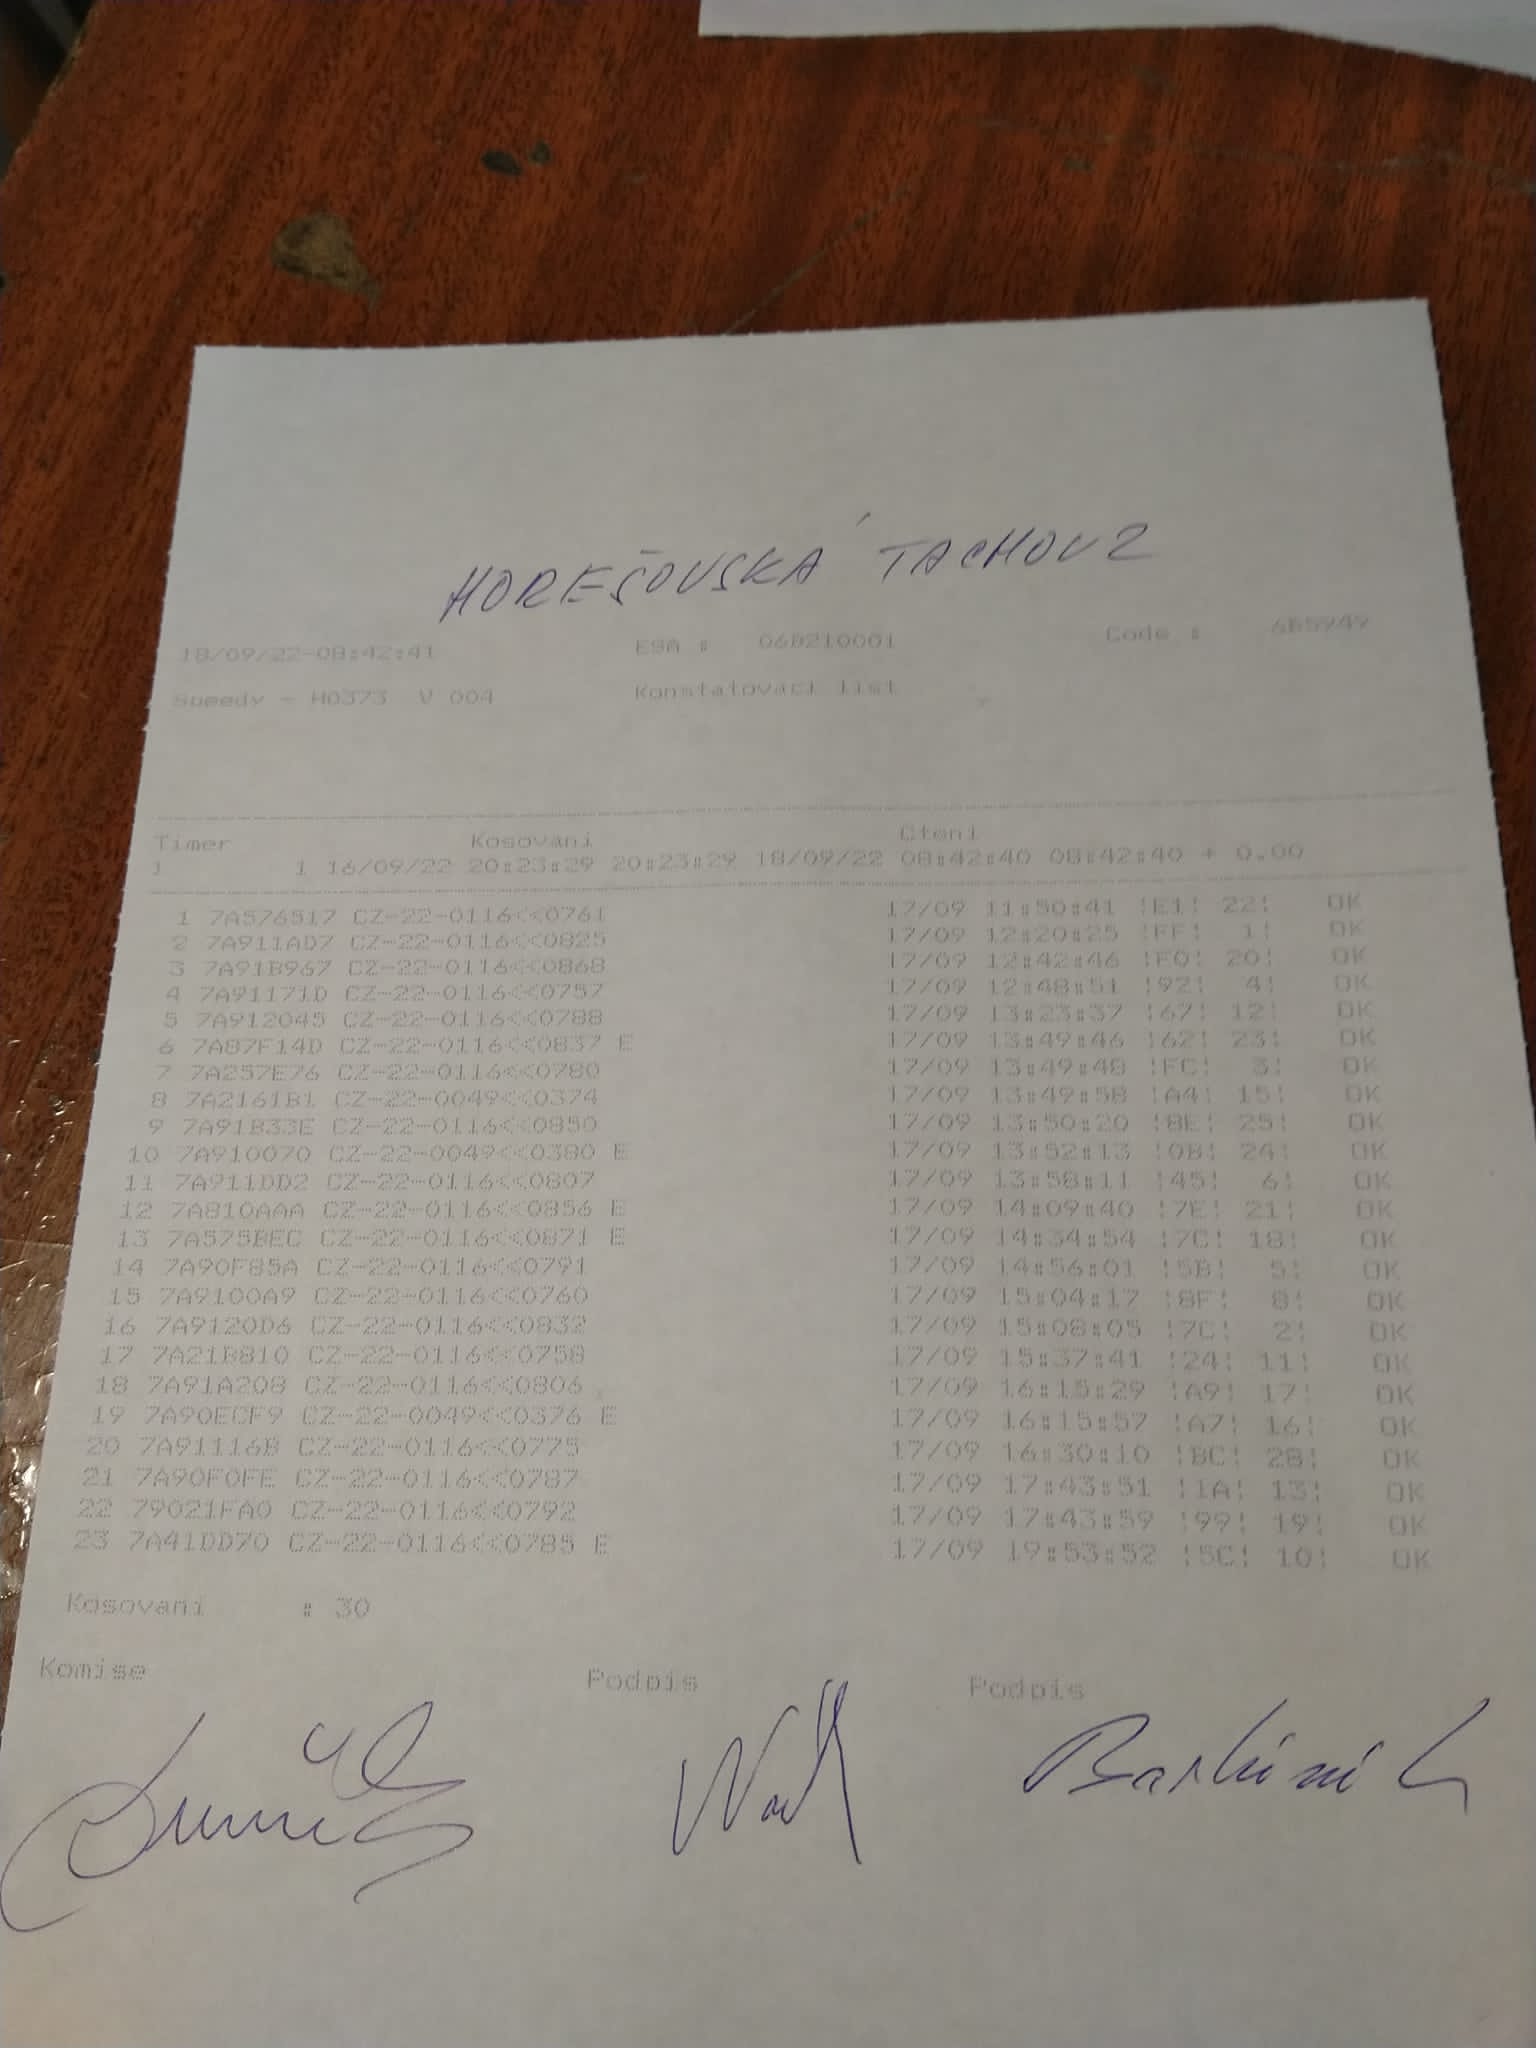 HOREŠOVSKÁ TACHOV 2
18/09/22-08:42:41 ESA : 06B210001 Code : 6B5949
Speedy - H0373 V 004 Konstatovaci list
Timer Kosovani Cteni
1 1 16/09/22 20:23:29 20:23:29 18/09/22 08:42:40 08:42:40 + 0.00
1 7A576517 CZ-22-0116<<0761 17/09 11:50:41 !E1! 22! OK
2 7A911AD7 CZ-22-0116<<0825 17/09 12:20:25 !FF! 1! OK
3 7A91B967 CZ-22-0116<<0868 17/09 12:42:46 !F0! 20! OK
4 7A91171D CZ-22-0116<<0757 17/09 12:48:51 !92! 4! OK
5 7A912045 CZ-22-0116<<0788 17/09 13:23:37 !67! 12! OK
6 7A87F14D CZ-22-0116<<0837 E 17/09 13:49:46 !62! 23! OK
7 7A257E76 CZ-22-0116<<0780 17/09 13:49:48 !FC! 3! OK
8 7A2161B1 CZ-22-0049<<0374 17/09 13:49:58 !A4! 15! OK
9 7A91B33E CZ-22-0116<<0850 17/09 13:50:20 !8E! 25! OK
10 7A910070 CZ-22-0049<<0380 E 17/09 13:52:13 !0B! 24! OK
11 7A911DD2 CZ-22-0116<<0807 17/09 13:58:11 !45! 6! OK
12 7A810AAA CZ-22-0116<<0856 E 17/09 14:09:40 !7E! 21! OK
13 7A575BEC CZ-22-0116<<0871 E 17/09 14:34:54 !7C! 18! OK
14 7A90F85A CZ-22-0116<<0791 17/09 14:56:01 !5B! 5! OK
15 7A9100A9 CZ-22-0116<<0760 17/09 15:04:17 !8F! 8! OK
16 7A9120D6 CZ-22-0116<<0832 17/09 15:08:05 !7C! 2! OK
17 7A21B810 CZ-22-0116<<0758 17/09 15:37:41 !24! 11! OK
18 7A91A208 CZ-22-0116<<0806 17/09 16:15:29 !A9! 17! OK
19 7A90ECF9 CZ-22-0049<<0376 E 17/09 16:15:57 !A7! 16! OK
20 7A91116B CZ-22-0116<<0775 17/09 16:30:10 !BC! 28! OK
21 7A90F0FE CZ-22-0116<<0787 17/09 17:43:51 !1A! 13! OK
22 79021FA0 CZ-22-0116<<0792 17/09 17:43:59 !99! 19! OK
23 7A41DD70 CZ-22-0116<<0785 E 17/09 19:53:52 !5C! 10! OK
Kosovani : 30
Komise Podpis Podpis